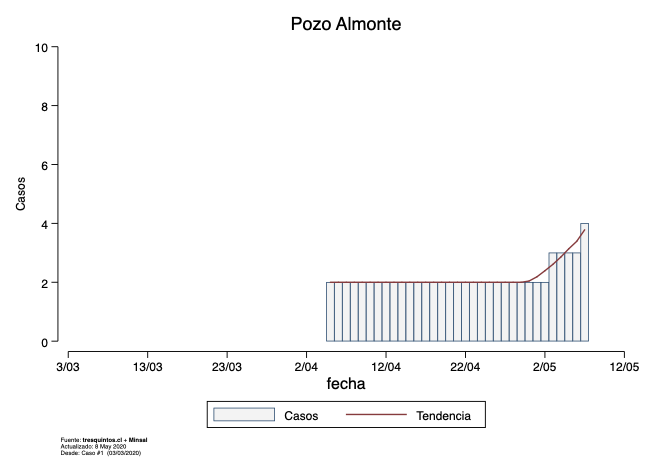 Pozo Almonte
10
8
6
4
2
0
Casos
3/03 13/03 23/03 2/04 12/04 22/04 2/05 12/05
fecha
Casos Tendencia
Fuente: tresquintos.cl + Minsal
Actualizado: 8 May 2020
Desde: Caso #1 (03/03/2020)